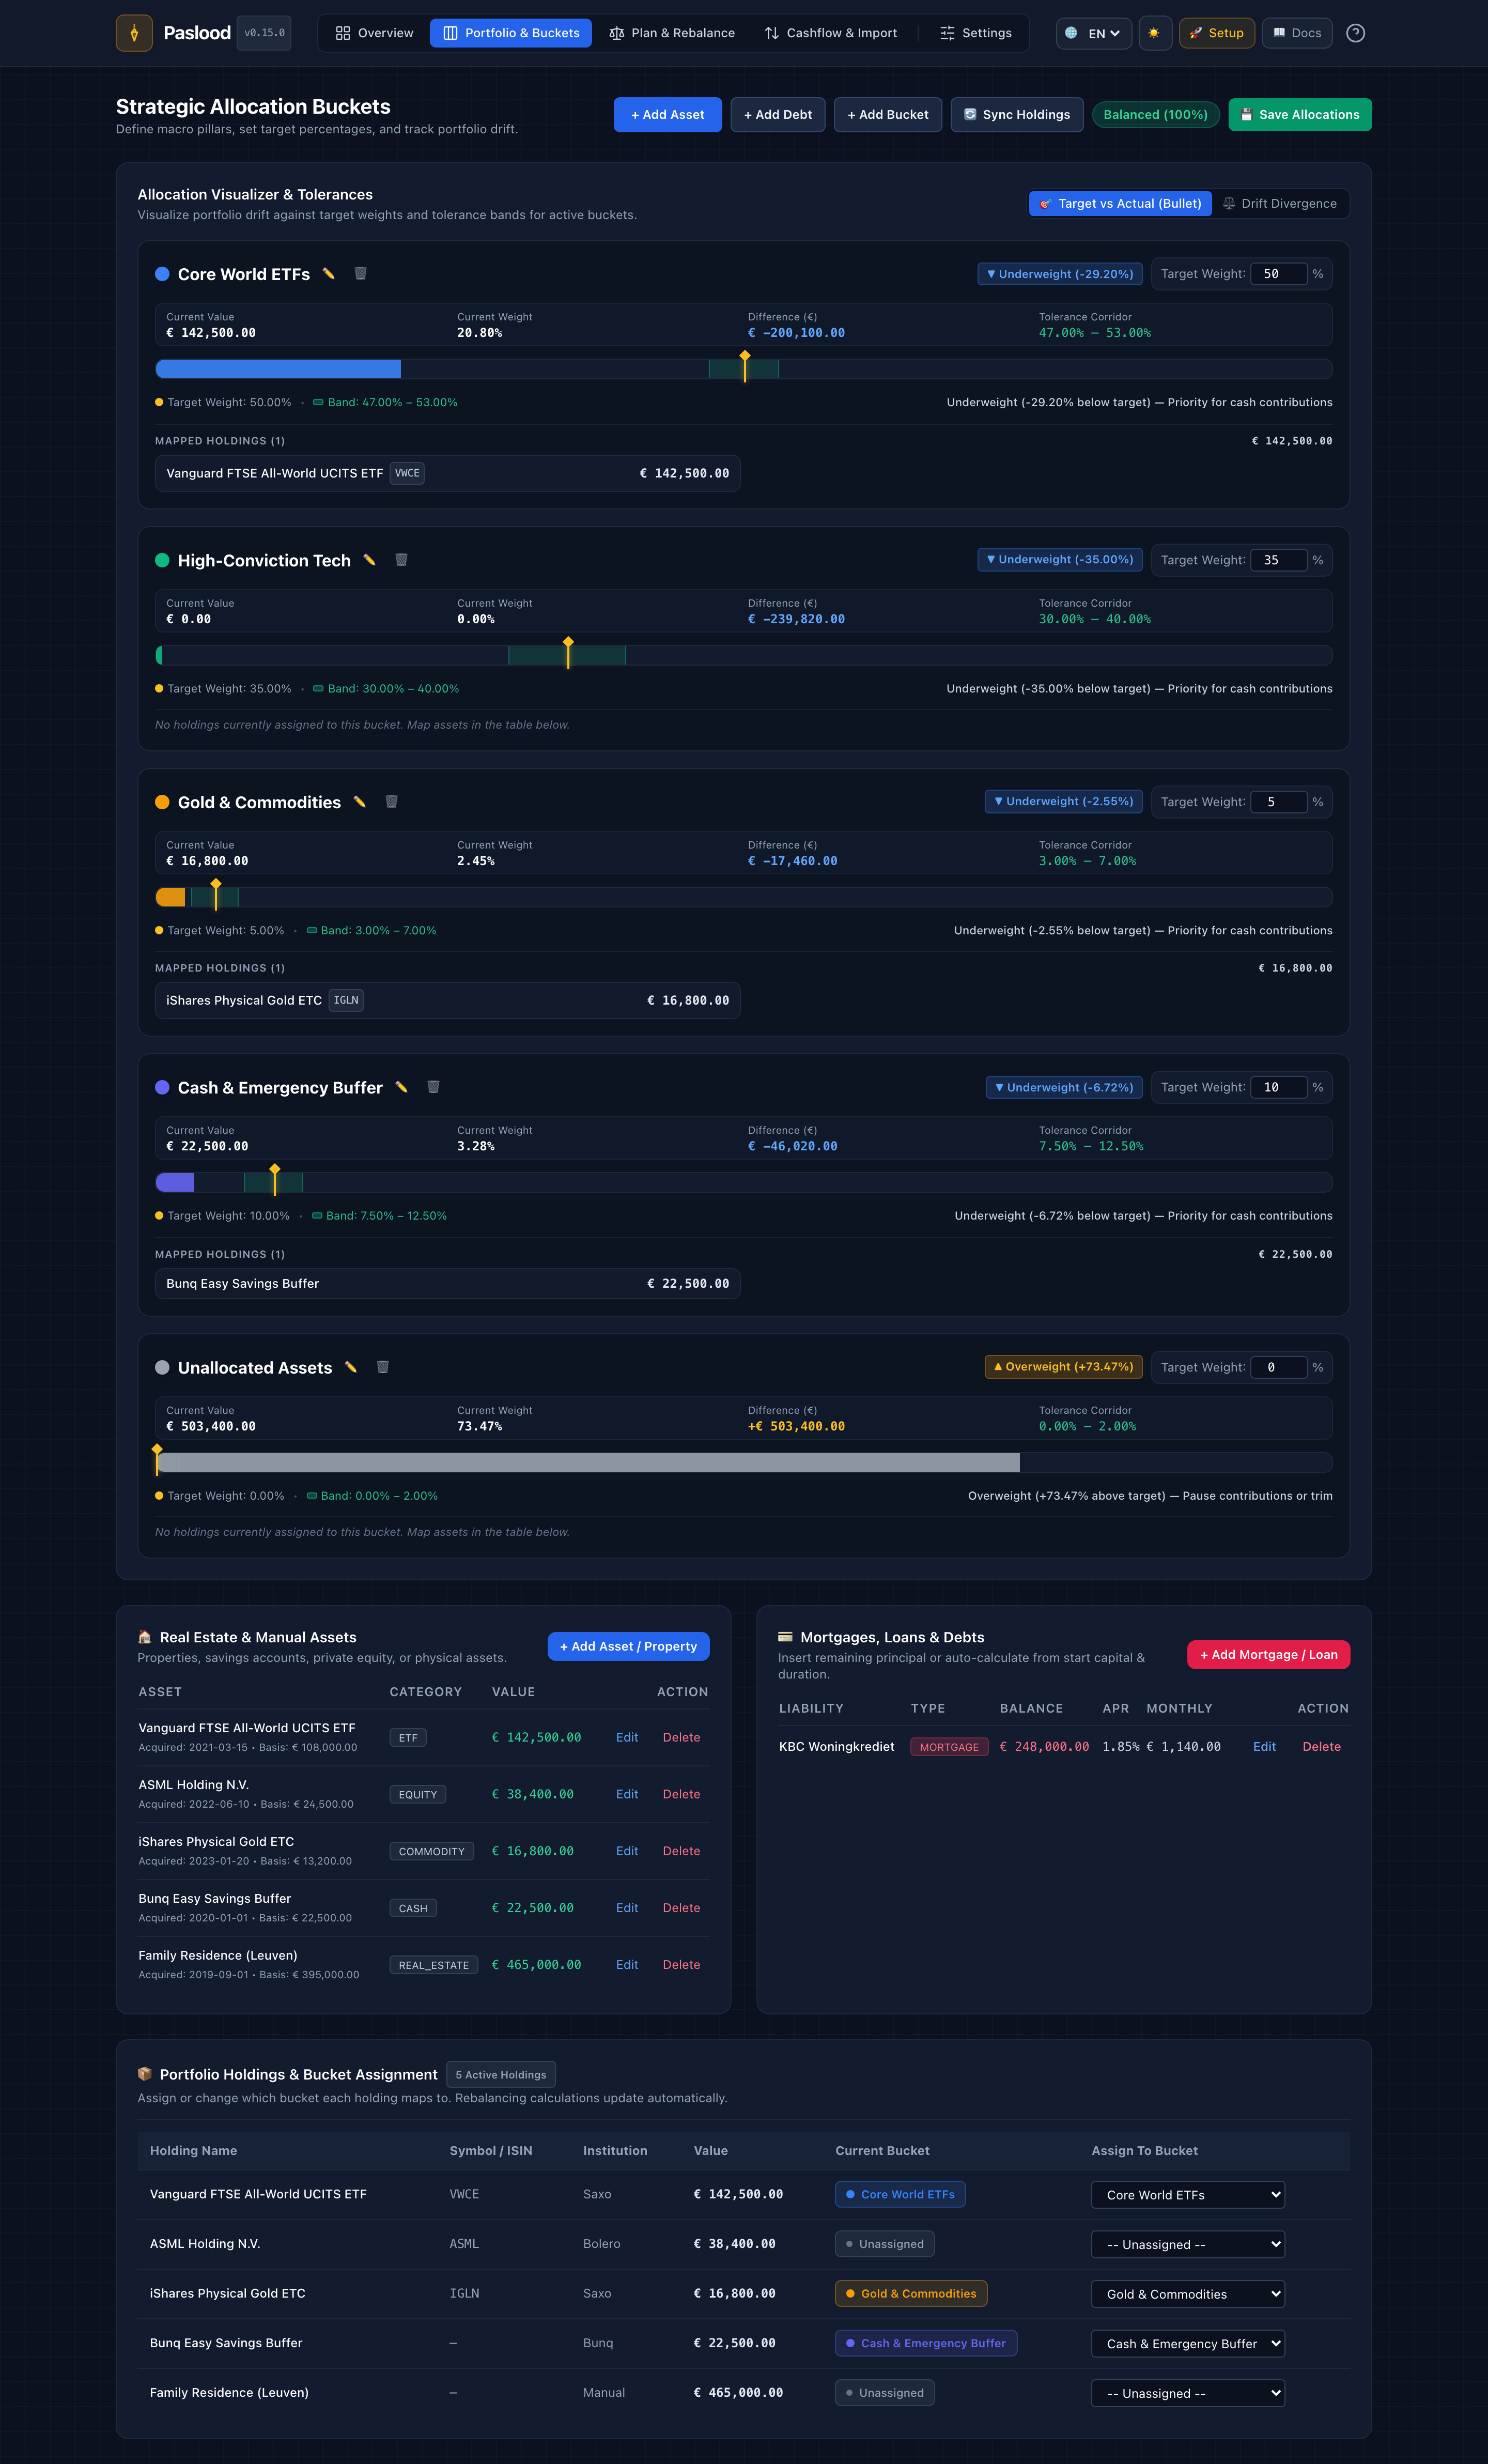 Paslood v0.15.0 Overview Portfolio & Buckets Plan & Rebalance Cashflow & Import Settings EN Setup Docs
Strategic Allocation Buckets
Define macro pillars, set target percentages, and track portfolio drift.
+ Add Asset + Add Debt + Add Bucket Sync Holdings Balanced (100%) Save Allocations
Allocation Visualizer & Tolerances
Visualize portfolio drift against target weights and tolerance bands for active buckets.
Target vs Actual (Bullet) Drift Divergence
Core World ETFs ▼ Underweight (-29.20%) Target Weight: 50 %
Current Value Current Weight Difference (€) Tolerance Corridor
€ 142,500.00 20.80% € −200,100.00 47.00% — 53.00%
Target Weight: 50.00% • Band: 47.00% – 53.00% Underweight (-29.20% below target) — Priority for cash contributions
MAPPED HOLDINGS (1) € 142,500.00
Vanguard FTSE All-World UCITS ETF VWCE € 142,500.00
High-Conviction Tech ▼ Underweight (-35.00%) Target Weight: 35 %
Current Value Current Weight Difference (€) Tolerance Corridor
€ 0.00 0.00% € −239,820.00 30.00% — 40.00%
Target Weight: 35.00% • Band: 30.00% – 40.00% Underweight (-35.00% below target) — Priority for cash contributions
No holdings currently assigned to this bucket. Map assets in the table below.
Gold & Commodities ▼ Underweight (-2.55%) Target Weight: 5 %
Current Value Current Weight Difference (€) Tolerance Corridor
€ 16,800.00 2.45% € −17,460.00 3.00% — 7.00%
Target Weight: 5.00% • Band: 3.00% – 7.00% Underweight (-2.55% below target) — Priority for cash contributions
MAPPED HOLDINGS (1) € 16,800.00
iShares Physical Gold ETC IGLN € 16,800.00
Cash & Emergency Buffer ▼ Underweight (-6.72%) Target Weight: 10 %
Current Value Current Weight Difference (€) Tolerance Corridor
€ 22,500.00 3.28% € −46,020.00 7.50% — 12.50%
Target Weight: 10.00% • Band: 7.50% – 12.50% Underweight (-6.72% below target) — Priority for cash contributions
MAPPED HOLDINGS (1) € 22,500.00
Bunq Easy Savings Buffer € 22,500.00
Unallocated Assets ▲ Overweight (+73.47%) Target Weight: 0 %
Current Value Current Weight Difference (€) Tolerance Corridor
€ 503,400.00 73.47% +€ 503,400.00 0.00% — 2.00%
Target Weight: 0.00% • Band: 0.00% – 2.00% Overweight (+73.47% above target) — Pause contributions or trim
No holdings currently assigned to this bucket. Map assets in the table below.
Real Estate & Manual Assets
Properties, savings accounts, private equity, or physical assets.
+ Add Asset / Property
ASSET CATEGORY VALUE ACTION
Vanguard FTSE All-World UCITS ETF ETF € 142,500.00 Edit Delete
Acquired: 2021-03-15 • Basis: € 108,000.00
ASML Holding N.V. EQUITY € 38,400.00 Edit Delete
Acquired: 2022-06-10 • Basis: € 24,500.00
iShares Physical Gold ETC COMMODITY € 16,800.00 Edit Delete
Acquired: 2023-01-20 • Basis: € 13,200.00
Bunq Easy Savings Buffer CASH € 22,500.00 Edit Delete
Acquired: 2020-01-01 • Basis: € 22,500.00
Family Residence (Leuven) REAL_ESTATE € 465,000.00 Edit Delete
Acquired: 2019-09-01 • Basis: € 395,000.00
Mortgages, Loans & Debts
Insert remaining principal or auto-calculate from start capital &
duration.
+ Add Mortgage / Loan
LIABILITY TYPE BALANCE APR MONTHLY ACTION
KBC Woningkrediet MORTGAGE € 248,000.00 1.85% € 1,140.00 Edit Delete
Portfolio Holdings & Bucket Assignment 5 Active Holdings
Assign or change which bucket each holding maps to. Rebalancing calculations update automatically.
Holding Name Symbol / ISIN Institution Value Current Bucket Assign To Bucket
Vanguard FTSE All-World UCITS ETF VWCE Saxo € 142,500.00 Core World ETFs Core World ETFs
ASML Holding N.V. ASML Bolero € 38,400.00 Unassigned -- Unassigned --
iShares Physical Gold ETC IGLN Saxo € 16,800.00 Gold & Commodities Gold & Commodities
Bunq Easy Savings Buffer — Bunq € 22,500.00 Cash & Emergency Buffer Cash & Emergency Buffer
Family Residence (Leuven) — Manual € 465,000.00 Unassigned -- Unassigned --